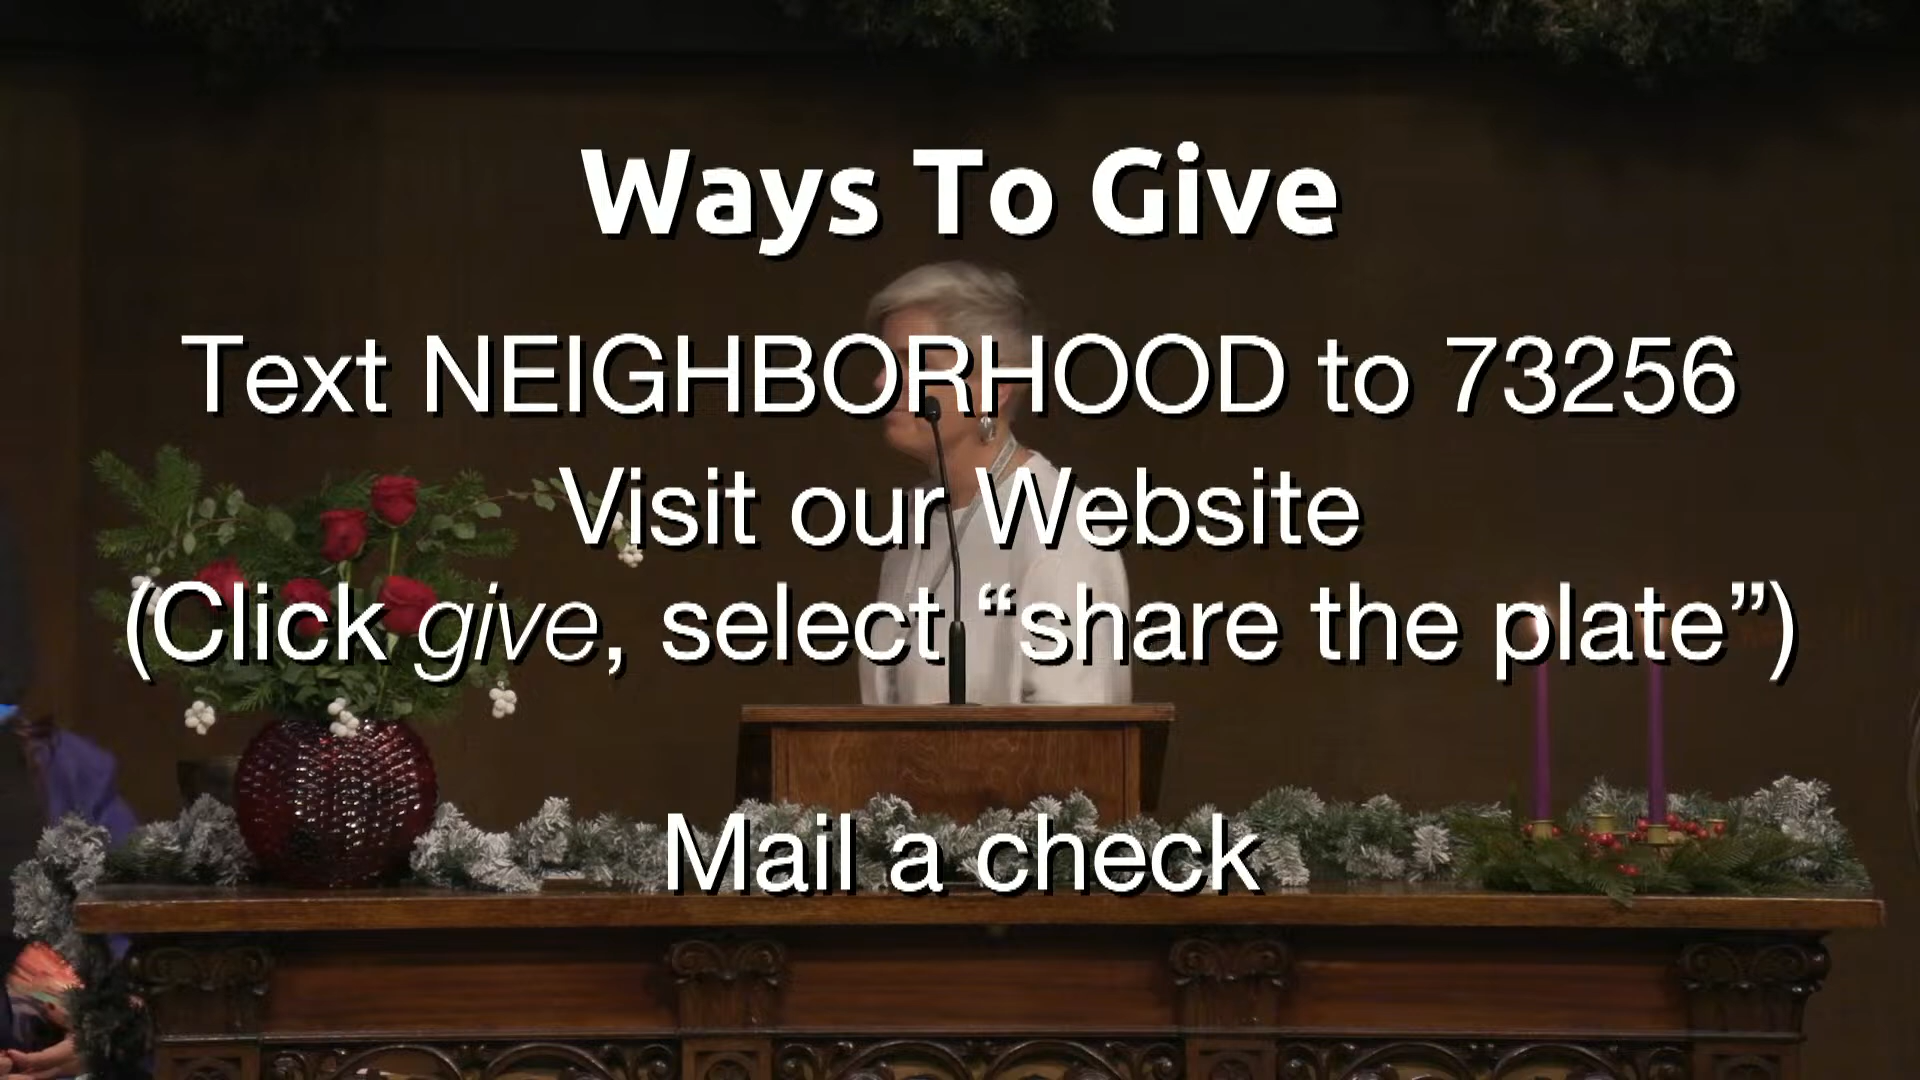 Ways To Give
Text NEIGHBORHOOD to 73256
Visit our Website
(Click give, select “share the plate”)
Mail a check